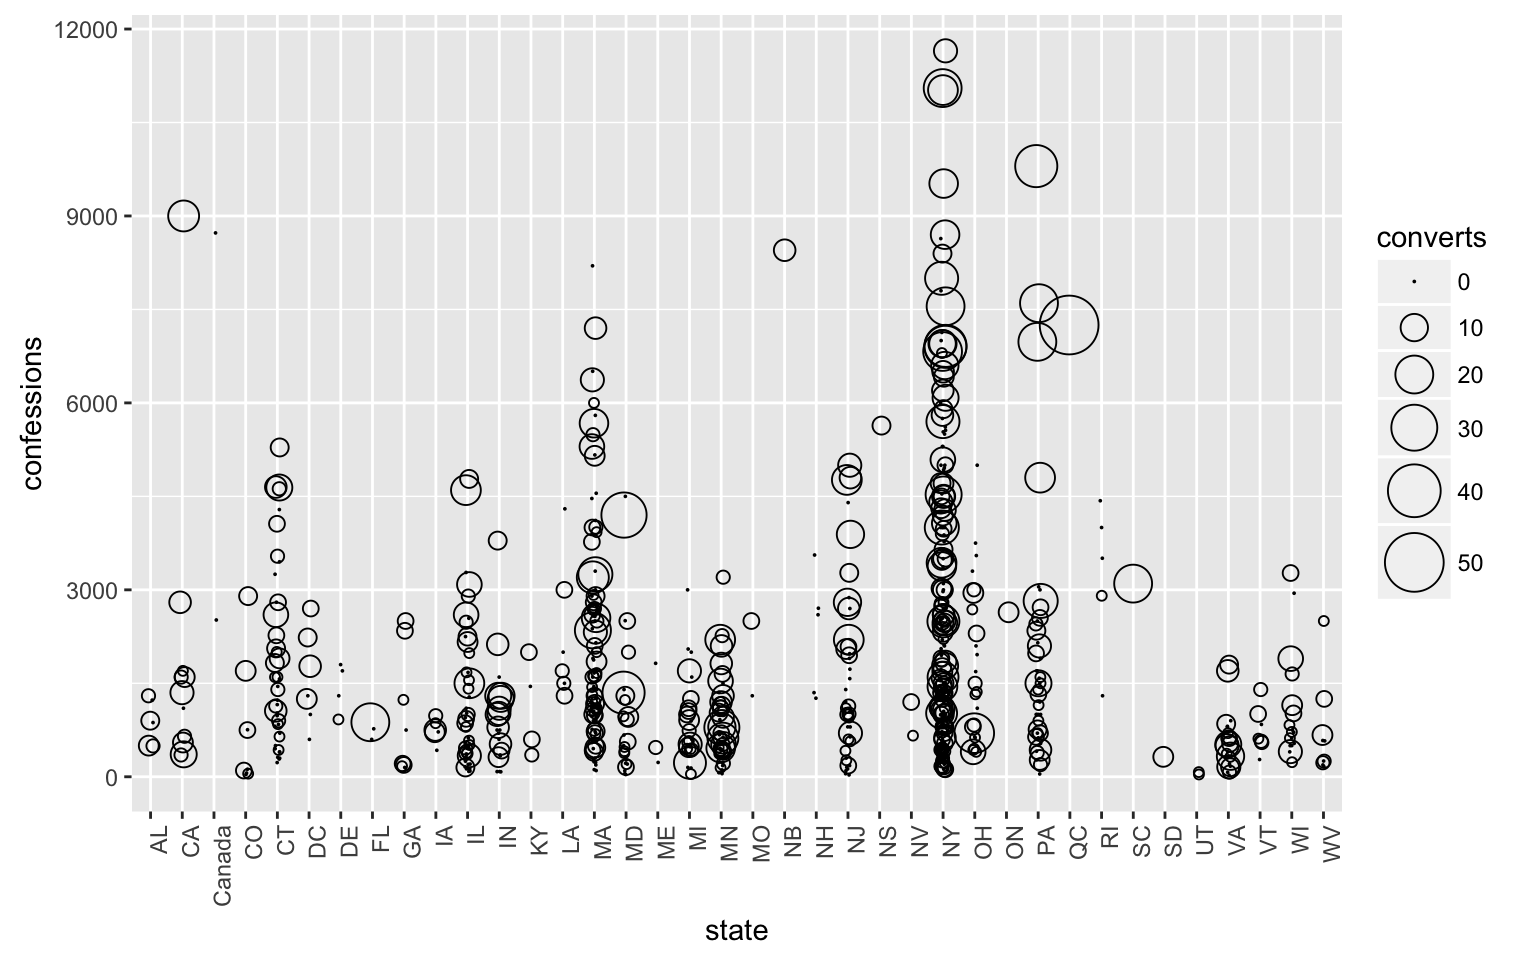 12000
9000
6000
3000
0
confessions
AL
CA
Canada
CO
CT
DC
DE
FL
GA
IA
IL
IN
KY
LA
MA
MD
ME
MI
MN
MO
NB
NH
NJ
NS
NV
NY
OH
ON
PA
QC
RI
SC
SD
UT
VA
VT
WI
WV
state
converts
0
10
20
30
40
50